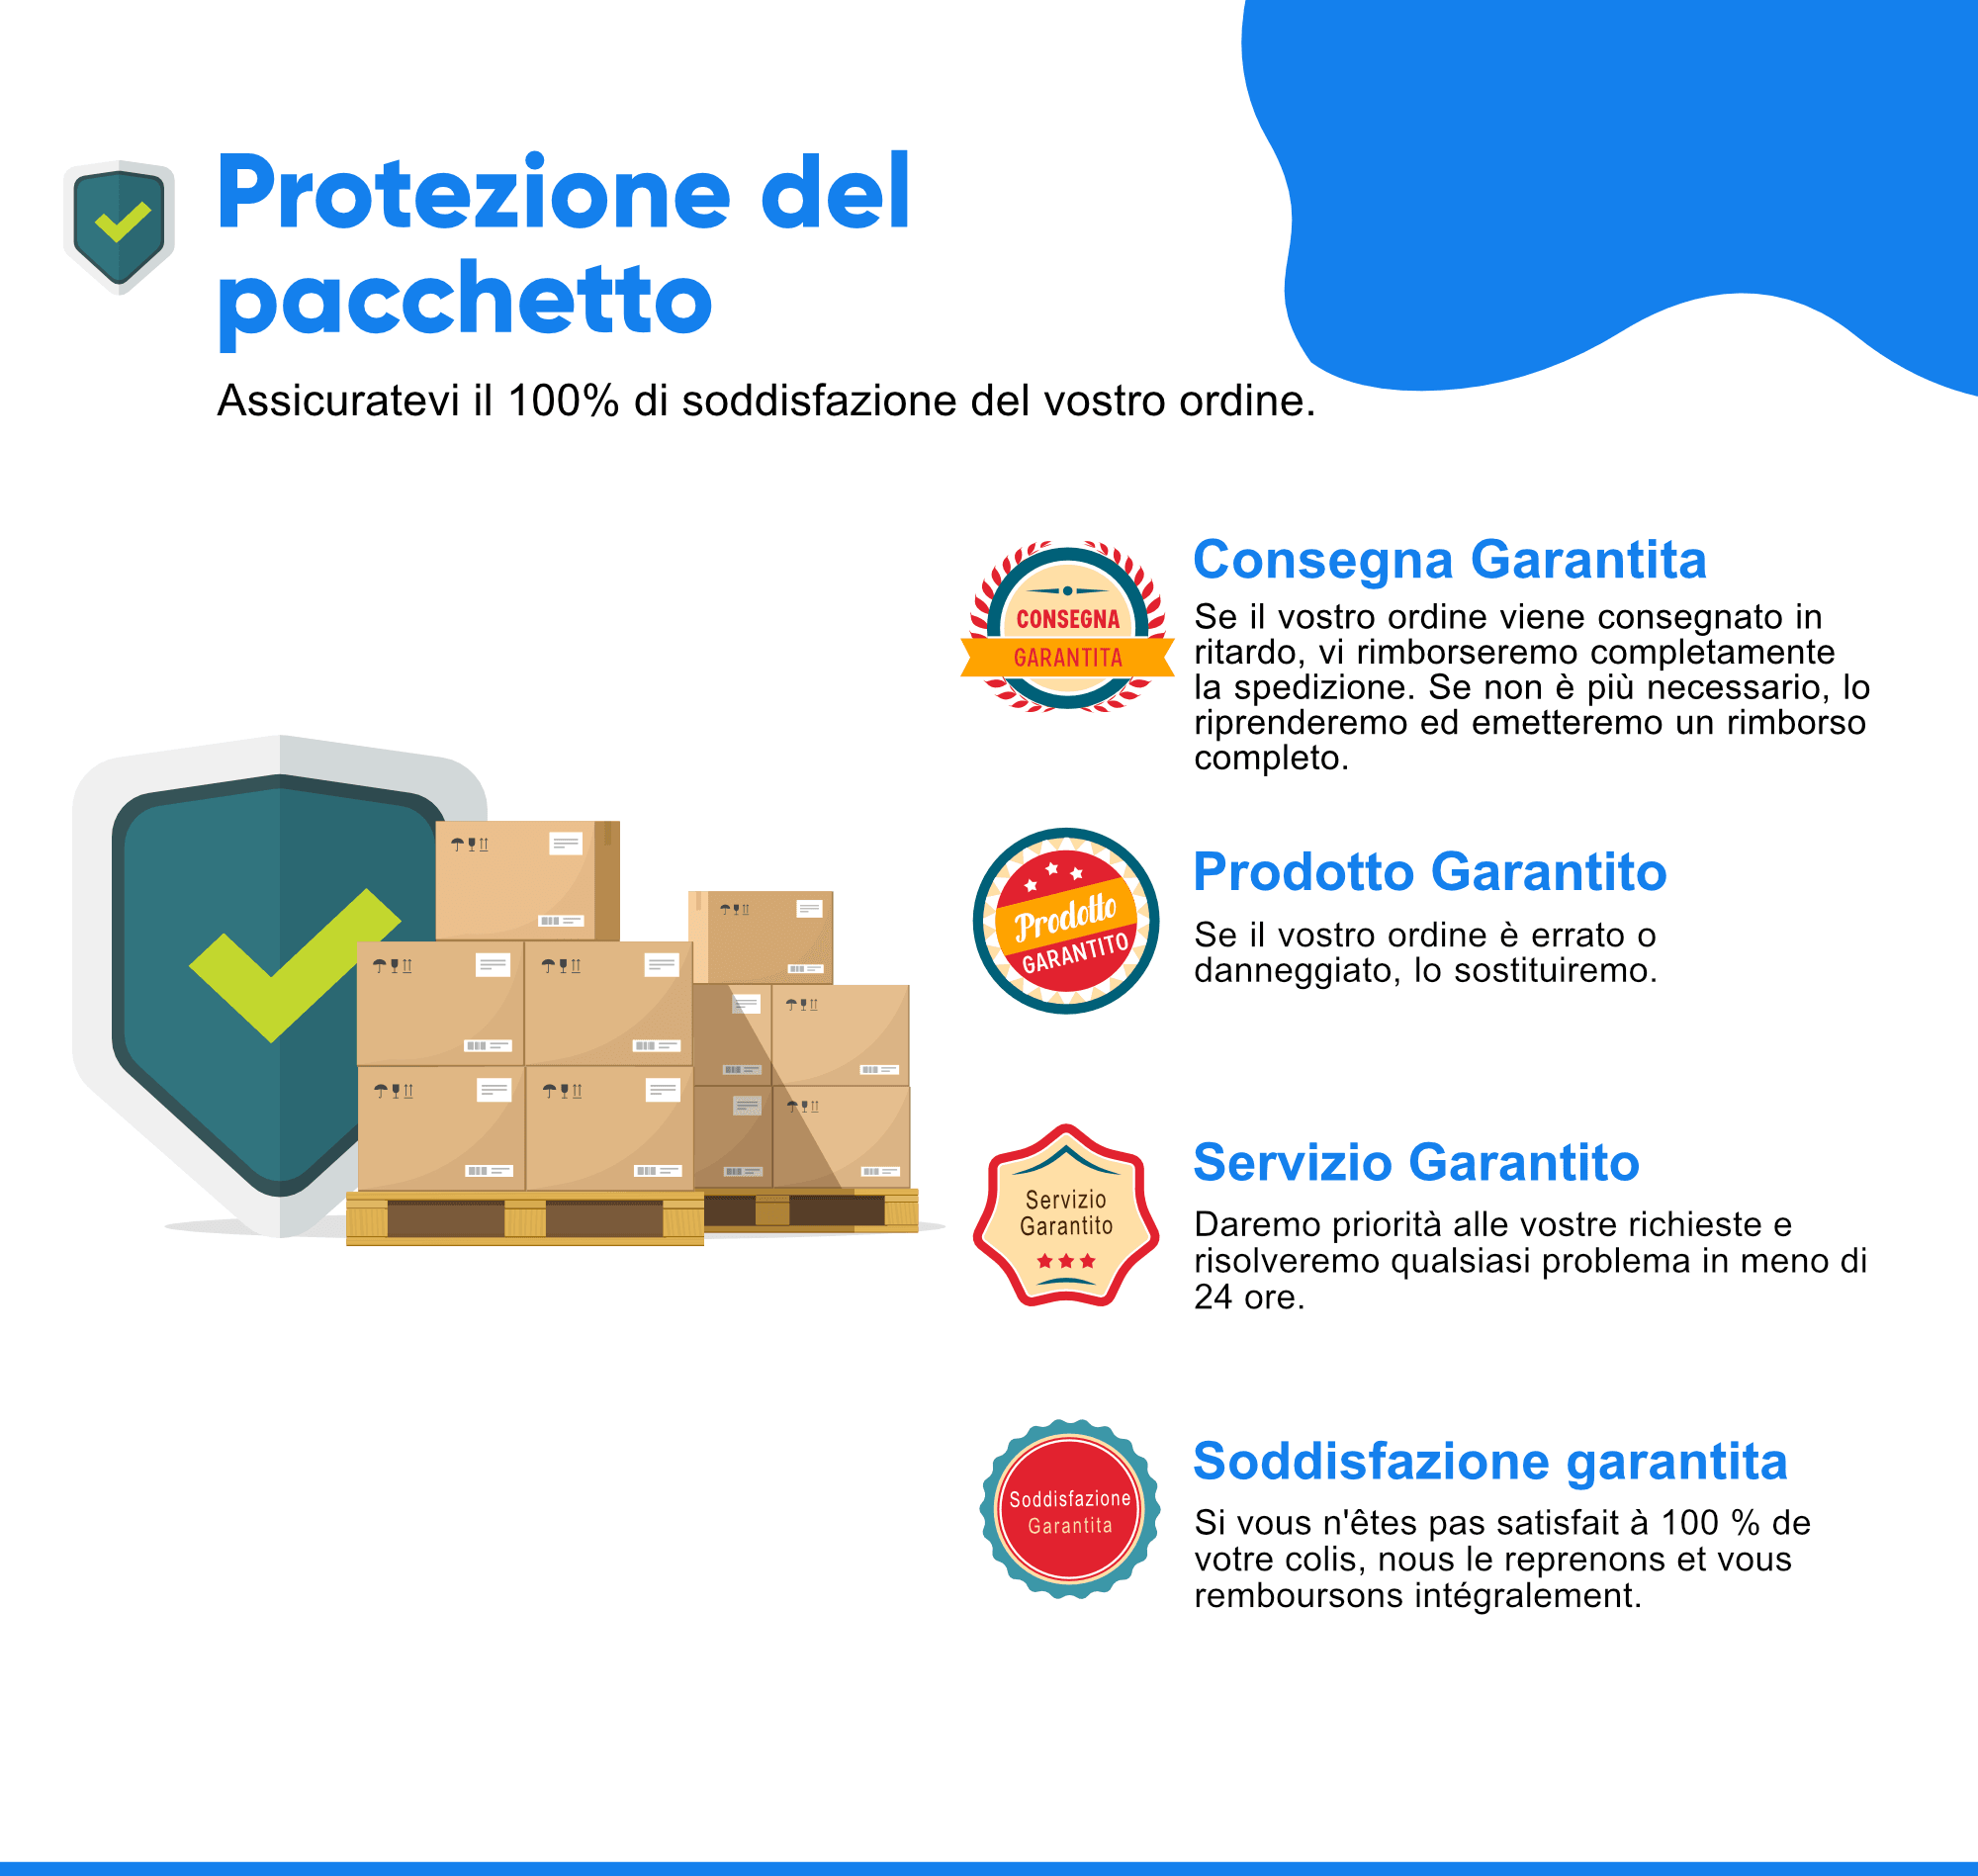 Protezione del
pacchetto
Assicuratevi il 100% di soddisfazione del vostro ordine.
CONSEGNA
GARANTITA
Consegna Garantita
Se il vostro ordine viene consegnato in
ritardo, vi rimborseremo completamente
la spedizione. Se non è più necessario, lo
riprenderemo ed emetteremo un rimborso
completo.
Prodotto
GARANTITO
Prodotto Garantito
Se il vostro ordine è errato o
danneggiato, lo sostituiremo.
Servizio
Garantito
Servizio Garantito
Daremo priorità alle vostre richieste e
risolveremo qualsiasi problema in meno di
24 ore.
Soddisfazione
Garantita
Soddisfazione garantita
Si vous n'êtes pas satisfait à 100 % de
votre colis, nous le reprenons et vous
remboursons intégralement.